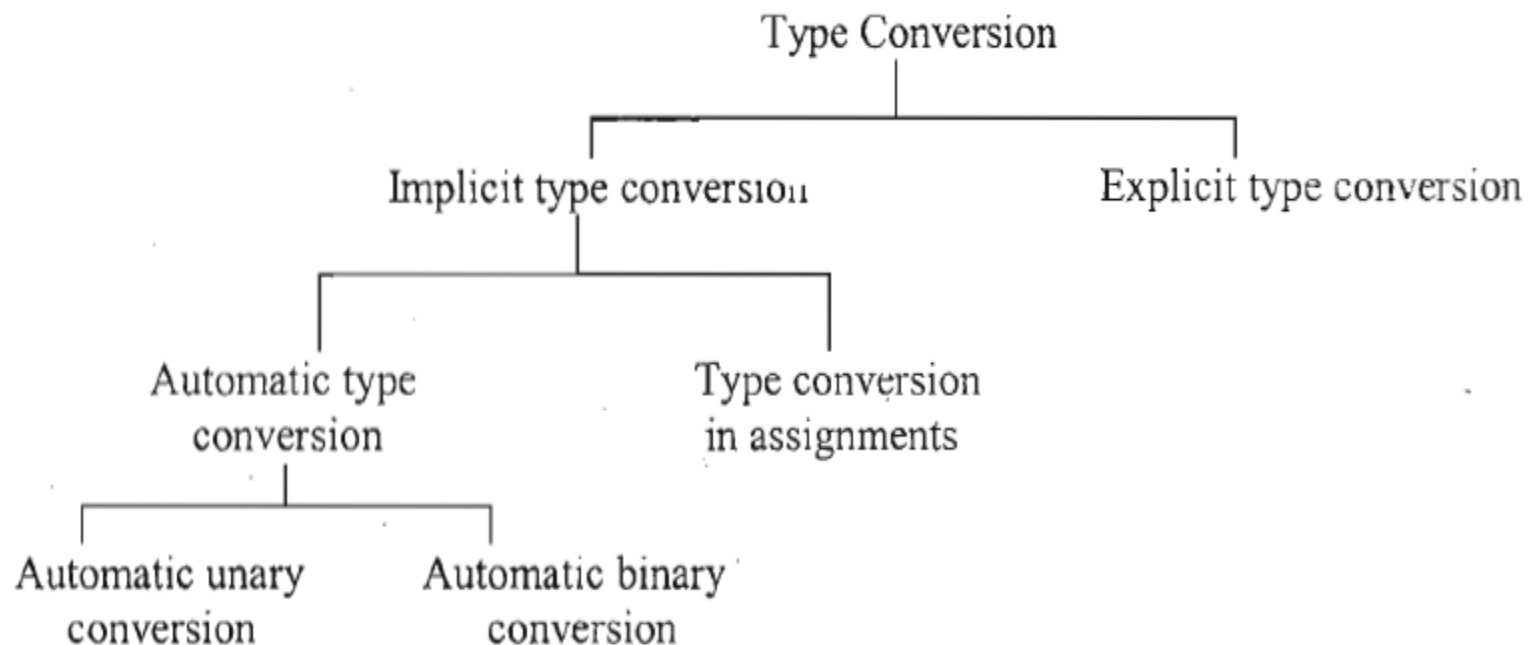 Type Conversion
Implicit type conversion
Explicit type conversion
Automatic type
conversion
Type conversion
in assignments
Automatic unary
conversion
Automatic binary
conversion